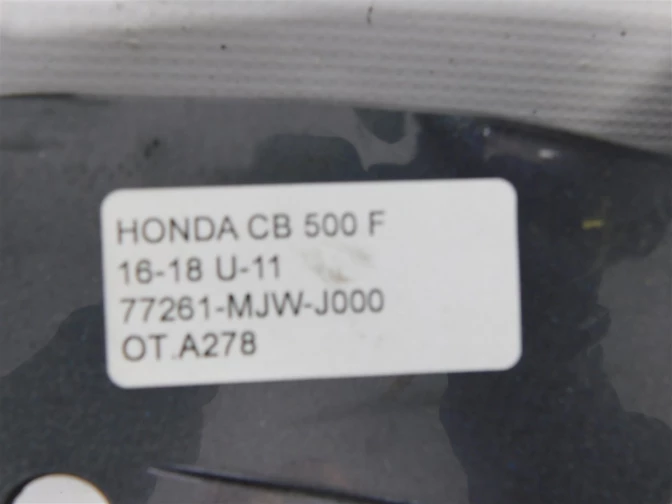 HONDA CB 500 F
16-18 U-11
77261-MJW-J000
OT.A278